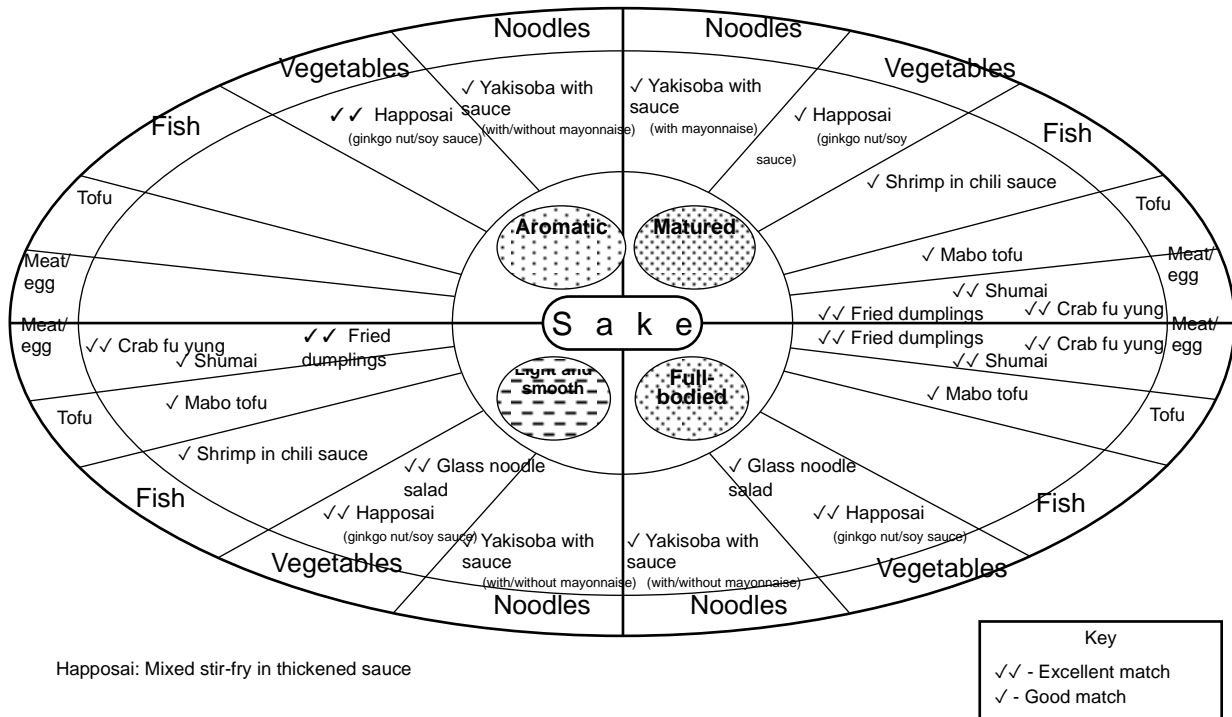 Noodles
Noodles
Vegetables
Vegetables
✓ Yakisoba with
sauce
(with/without mayonnaise)
✓ Yakisoba with
sauce
(with mayonnaise)
✓✓ Happosai
(ginkgo nut/soy sauce)
✓ Happosai
(ginkgo nut/soy
sauce)
Fish
Fish
✓ Shrimp in chili sauce
Tofu
Tofu
Aromatic
Matured
✓ Mabo tofu
Meat/
egg
Meat/
egg
✓✓ Shumai
✓✓ Fried dumplings
✓✓ Crab fu yung
Sake
Meat/
egg
Meat/
egg
✓✓ Crab fu yung
✓ Shumai
✓✓ Fried
dumplings
✓✓ Fried dumplings
✓✓ Crab fu yung
✓✓ Shumai
Light and
smooth
Full-
bodied
✓ Mabo tofu
✓ Mabo tofu
Tofu
Tofu
✓ Shrimp in chili sauce
✓✓ Glass noodle
salad
✓ Glass noodle
salad
Fish
Fish
✓✓ Happosai
(ginkgo nut/soy sauce)
✓✓ Happosai
(ginkgo nut/soy sauce)
✓ Yakisoba with
sauce
(with/without mayonnaise)
✓ Yakisoba with
sauce
(with/without mayonnaise)
Vegetables
Vegetables
Noodles
Noodles
Happosai: Mixed stir-fry in thickened sauce
Key
✓✓ - Excellent match
✓ - Good match